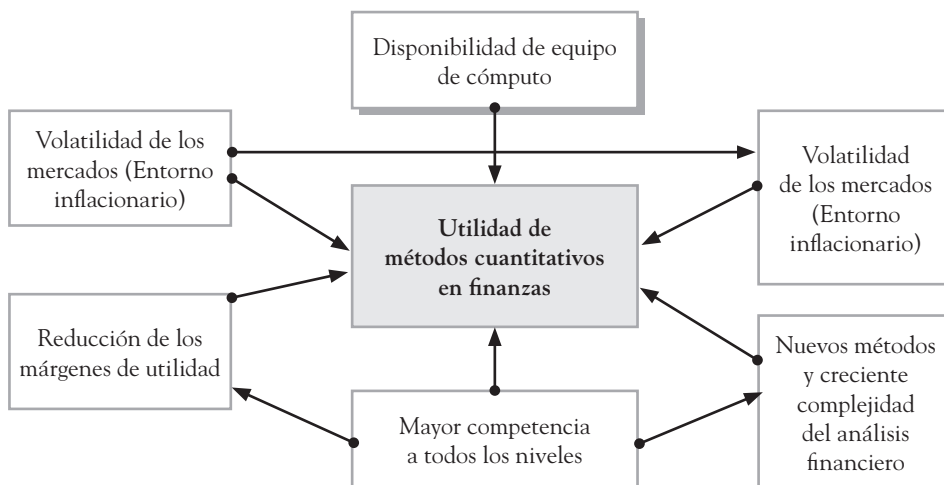 Disponibilidad de equipo
de cómputo
Volatilidad de los
mercados (Entorno
inflacionario)
Volatilidad
de los mercados
(Entorno
inflacionario)
Utilidad de
métodos cuantitativos
en finanzas
Reducción de los
márgenes de utilidad
Mayor competencia
a todos los niveles
Nuevos métodos
y creciente
complejidad
del análisis
financiero